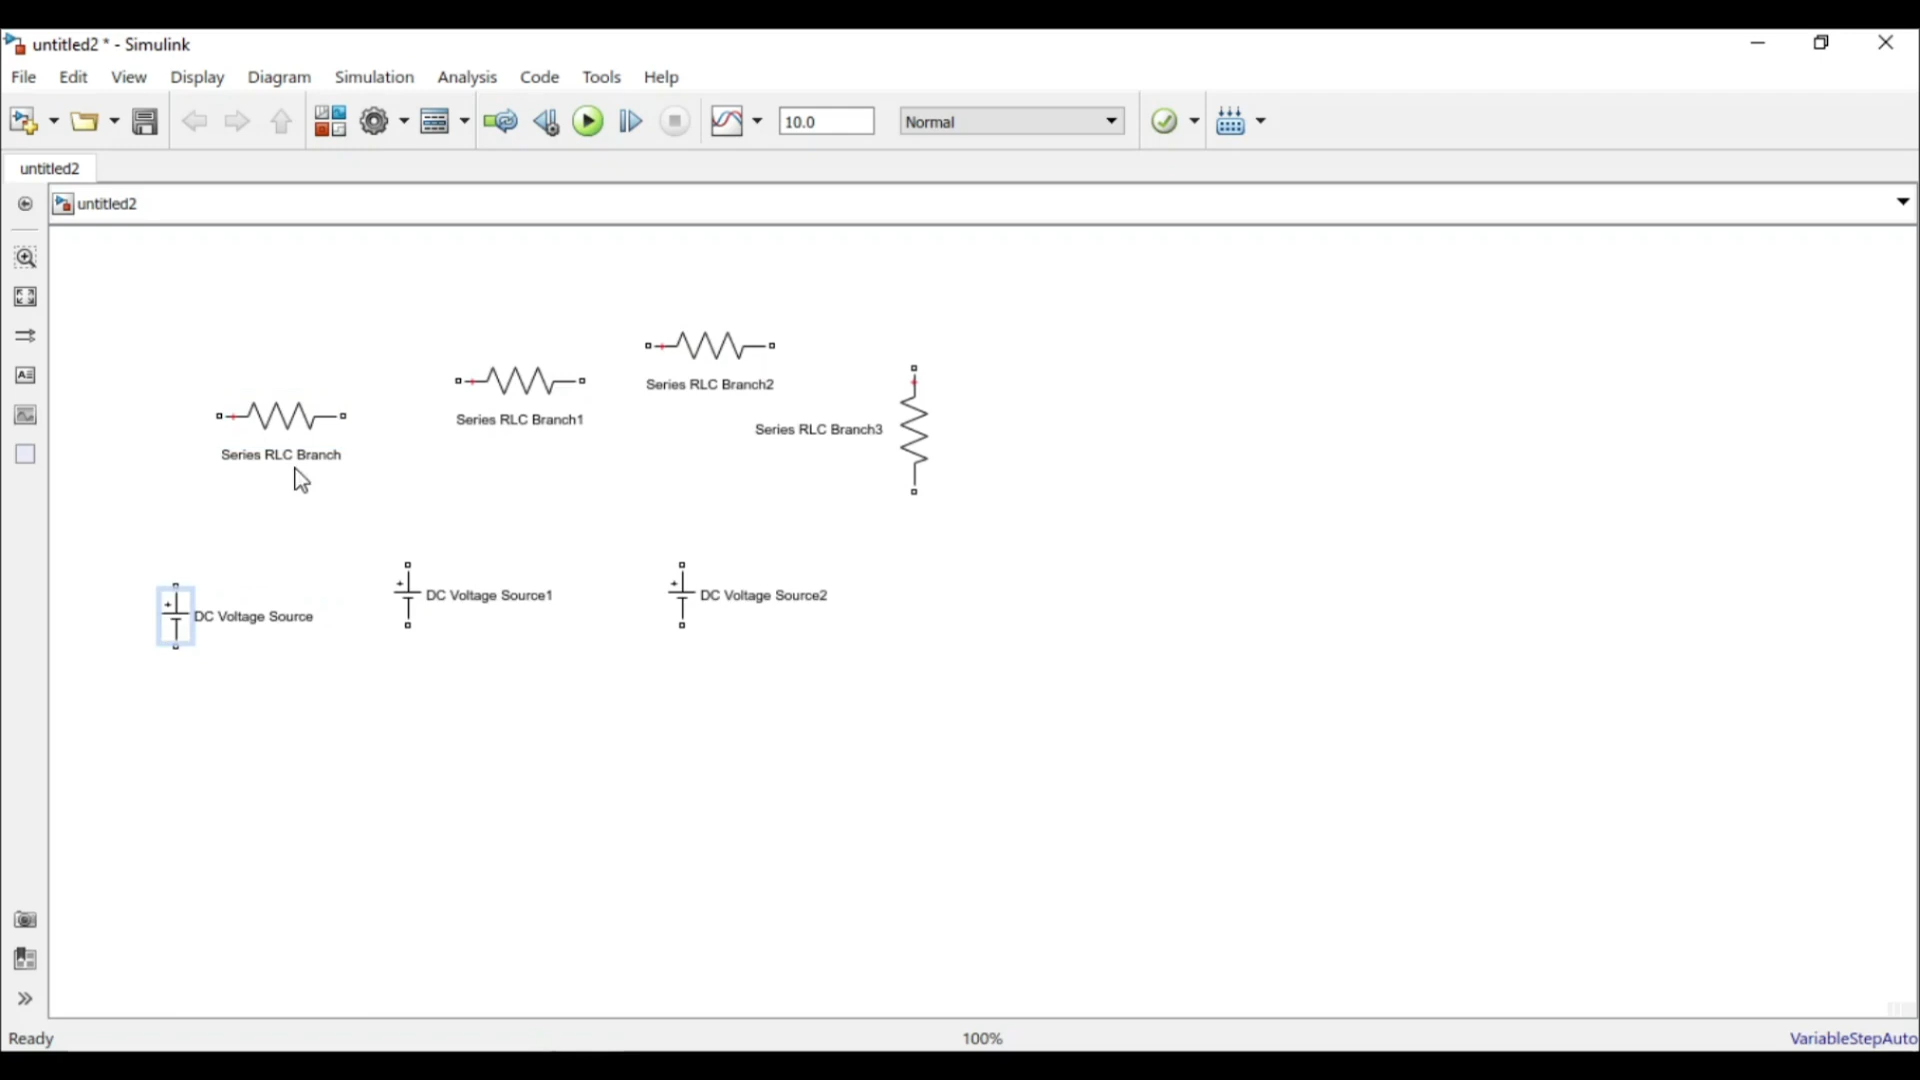 untitled2 * - Simulink
File Edit View Display Diagram Simulation Analysis Code Tools Help
10.0 Normal
untitled2
untitled2
Series RLC Branch2
Series RLC Branch1
Series RLC Branch3
Series RLC Branch
DC Voltage Source1
DC Voltage Source2
DC Voltage Source
Ready 100% VariableStepAuto